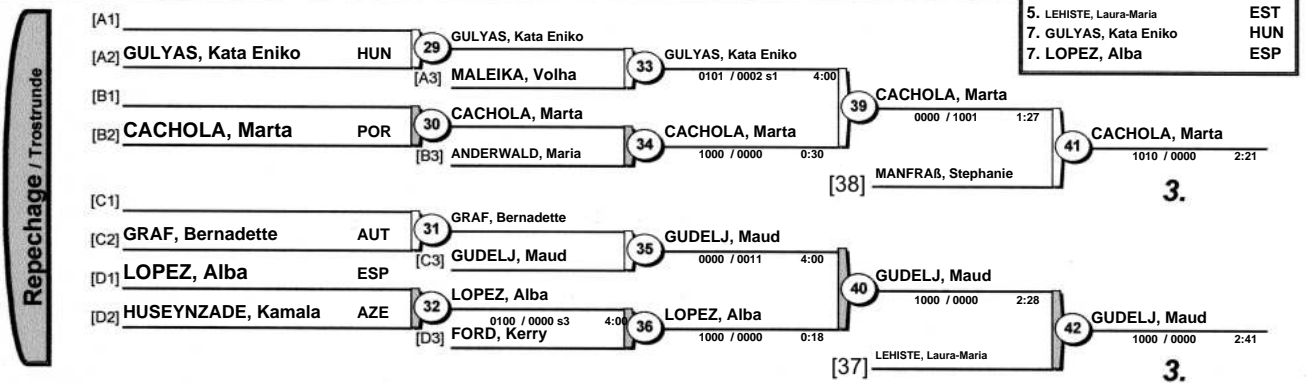 5. LEHISTE, Laura-Maria EST
7. GULYAS, Kata Eniko HUN
7. LOPEZ, Alba ESP
Repechage / Trostrunde
[A1]
[A2] GULYAS, Kata Eniko HUN
29
GULYAS, Kata Eniko
[A3] MALEIKA, Volha
33
GULYAS, Kata Eniko
0101 / 0002 s1 4:00
[B1]
[B2] CACHOLA, Marta POR
30
CACHOLA, Marta
[B3] ANDERWALD, Maria
34
CACHOLA, Marta
1000 / 0000 0:30
39
CACHOLA, Marta
0000 / 1001 1:27
[38] MANFRAß, Stephanie
41
CACHOLA, Marta
1010 / 0000 2:21
3.
[C1]
[C2] GRAF, Bernadette AUT
31
GRAF, Bernadette
[C3] GUDELJ, Maud
35
GUDELJ, Maud
0000 / 0011 4:00
[D1] LOPEZ, Alba ESP
[D2] HUSEYNZADE, Kamala AZE
32
LOPEZ, Alba
0100 / 0000 s3 4:00
[D3] FORD, Kerry
36
LOPEZ, Alba
1000 / 0000 0:18
40
GUDELJ, Maud
1000 / 0000 2:28
[37] LEHISTE, Laura-Maria
42
GUDELJ, Maud
1000 / 0000 2:41
3.